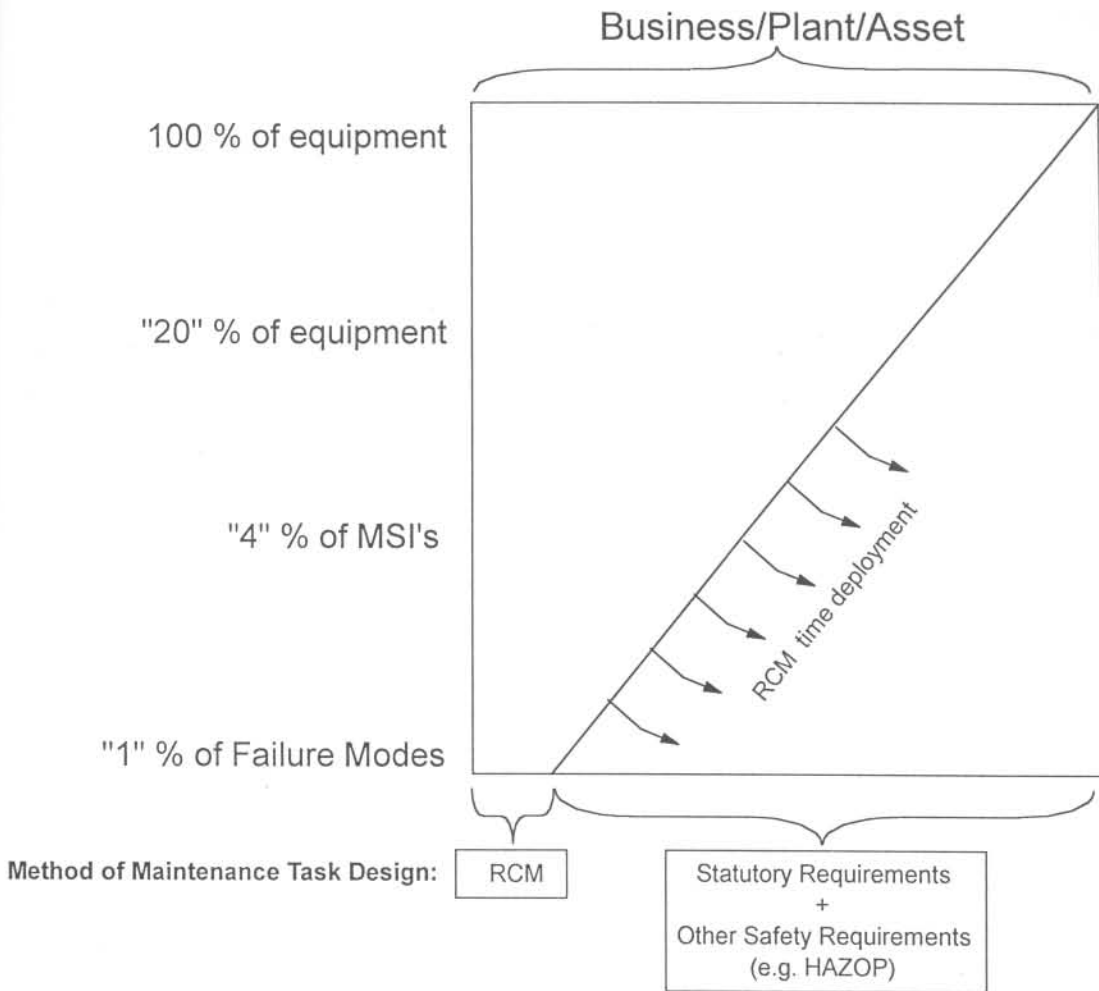 Business/Plant/Asset
100 % of equipment
"20" % of equipment
"4" % of MSI's
RCM time deployment
"1" % of Failure Modes
Method of Maintenance Task Design:
RCM
Statutory Requirements
+
Other Safety Requirements
(e.g. HAZOP)